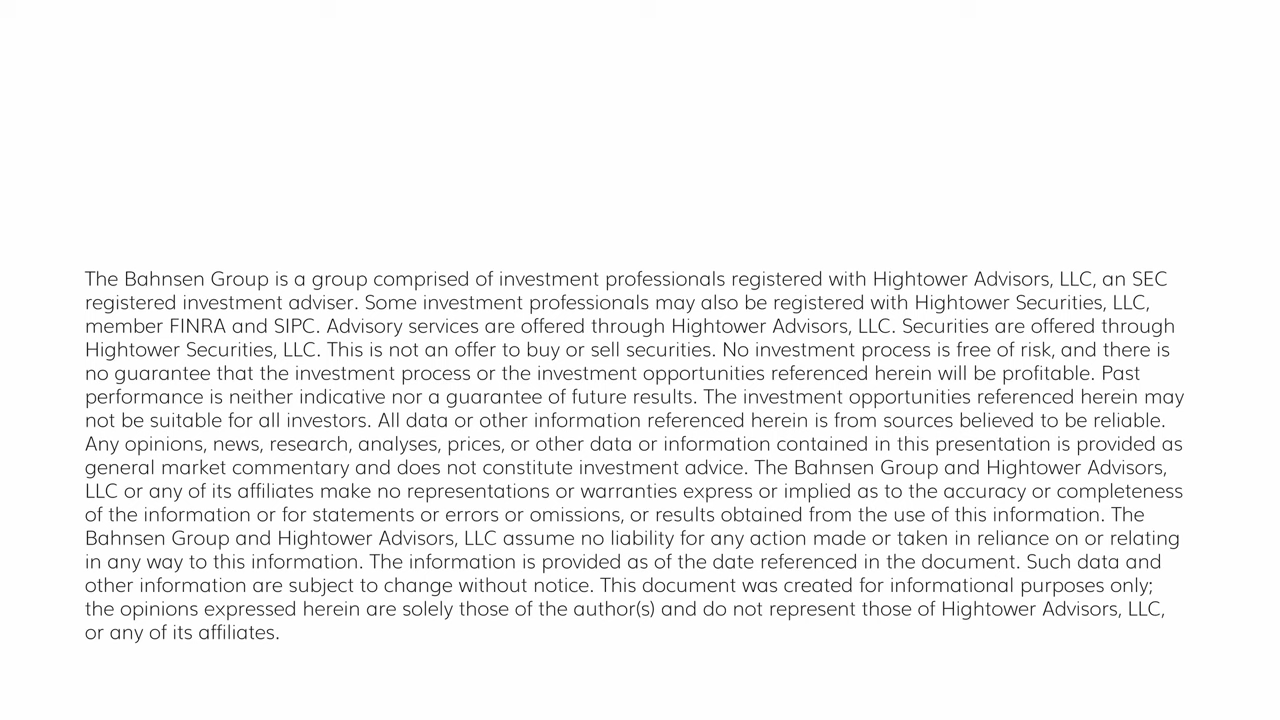 The Bahnsen Group is a group comprised of investment professionals registered with Hightower Advisors, LLC, an SEC
registered investment adviser. Some investment professionals may also be registered with Hightower Securities, LLC,
member FINRA and SIPC. Advisory services are offered through Hightower Advisors, LLC. Securities are offered through
Hightower Securities, LLC. This is not an offer to buy or sell securities. No investment process is free of risk, and there is
no guarantee that the investment process or the investment opportunities referenced herein will be profitable. Past
performance is neither indicative nor a guarantee of future results. The investment opportunities referenced herein may
not be suitable for all investors. All data or other information referenced herein is from sources believed to be reliable.
Any opinions, news, research, analyses, prices, or other data or information contained in this presentation is provided as
general market commentary and does not constitute investment advice. The Bahnsen Group and Hightower Advisors,
LLC or any of its affiliates make no representations or warranties express or implied as to the accuracy or completeness
of the information or for statements or errors or omissions, or results obtained from the use of this information. The
Bahnsen Group and Hightower Advisors, LLC assume no liability for any action made or taken in reliance on or relating
in any way to this information. The information is provided as of the date referenced in the document. Such data and
other information are subject to change without notice. This document was created for informational purposes only;
the opinions expressed herein are solely those of the author(s) and do not represent those of Hightower Advisors, LLC,
or any of its affiliates.